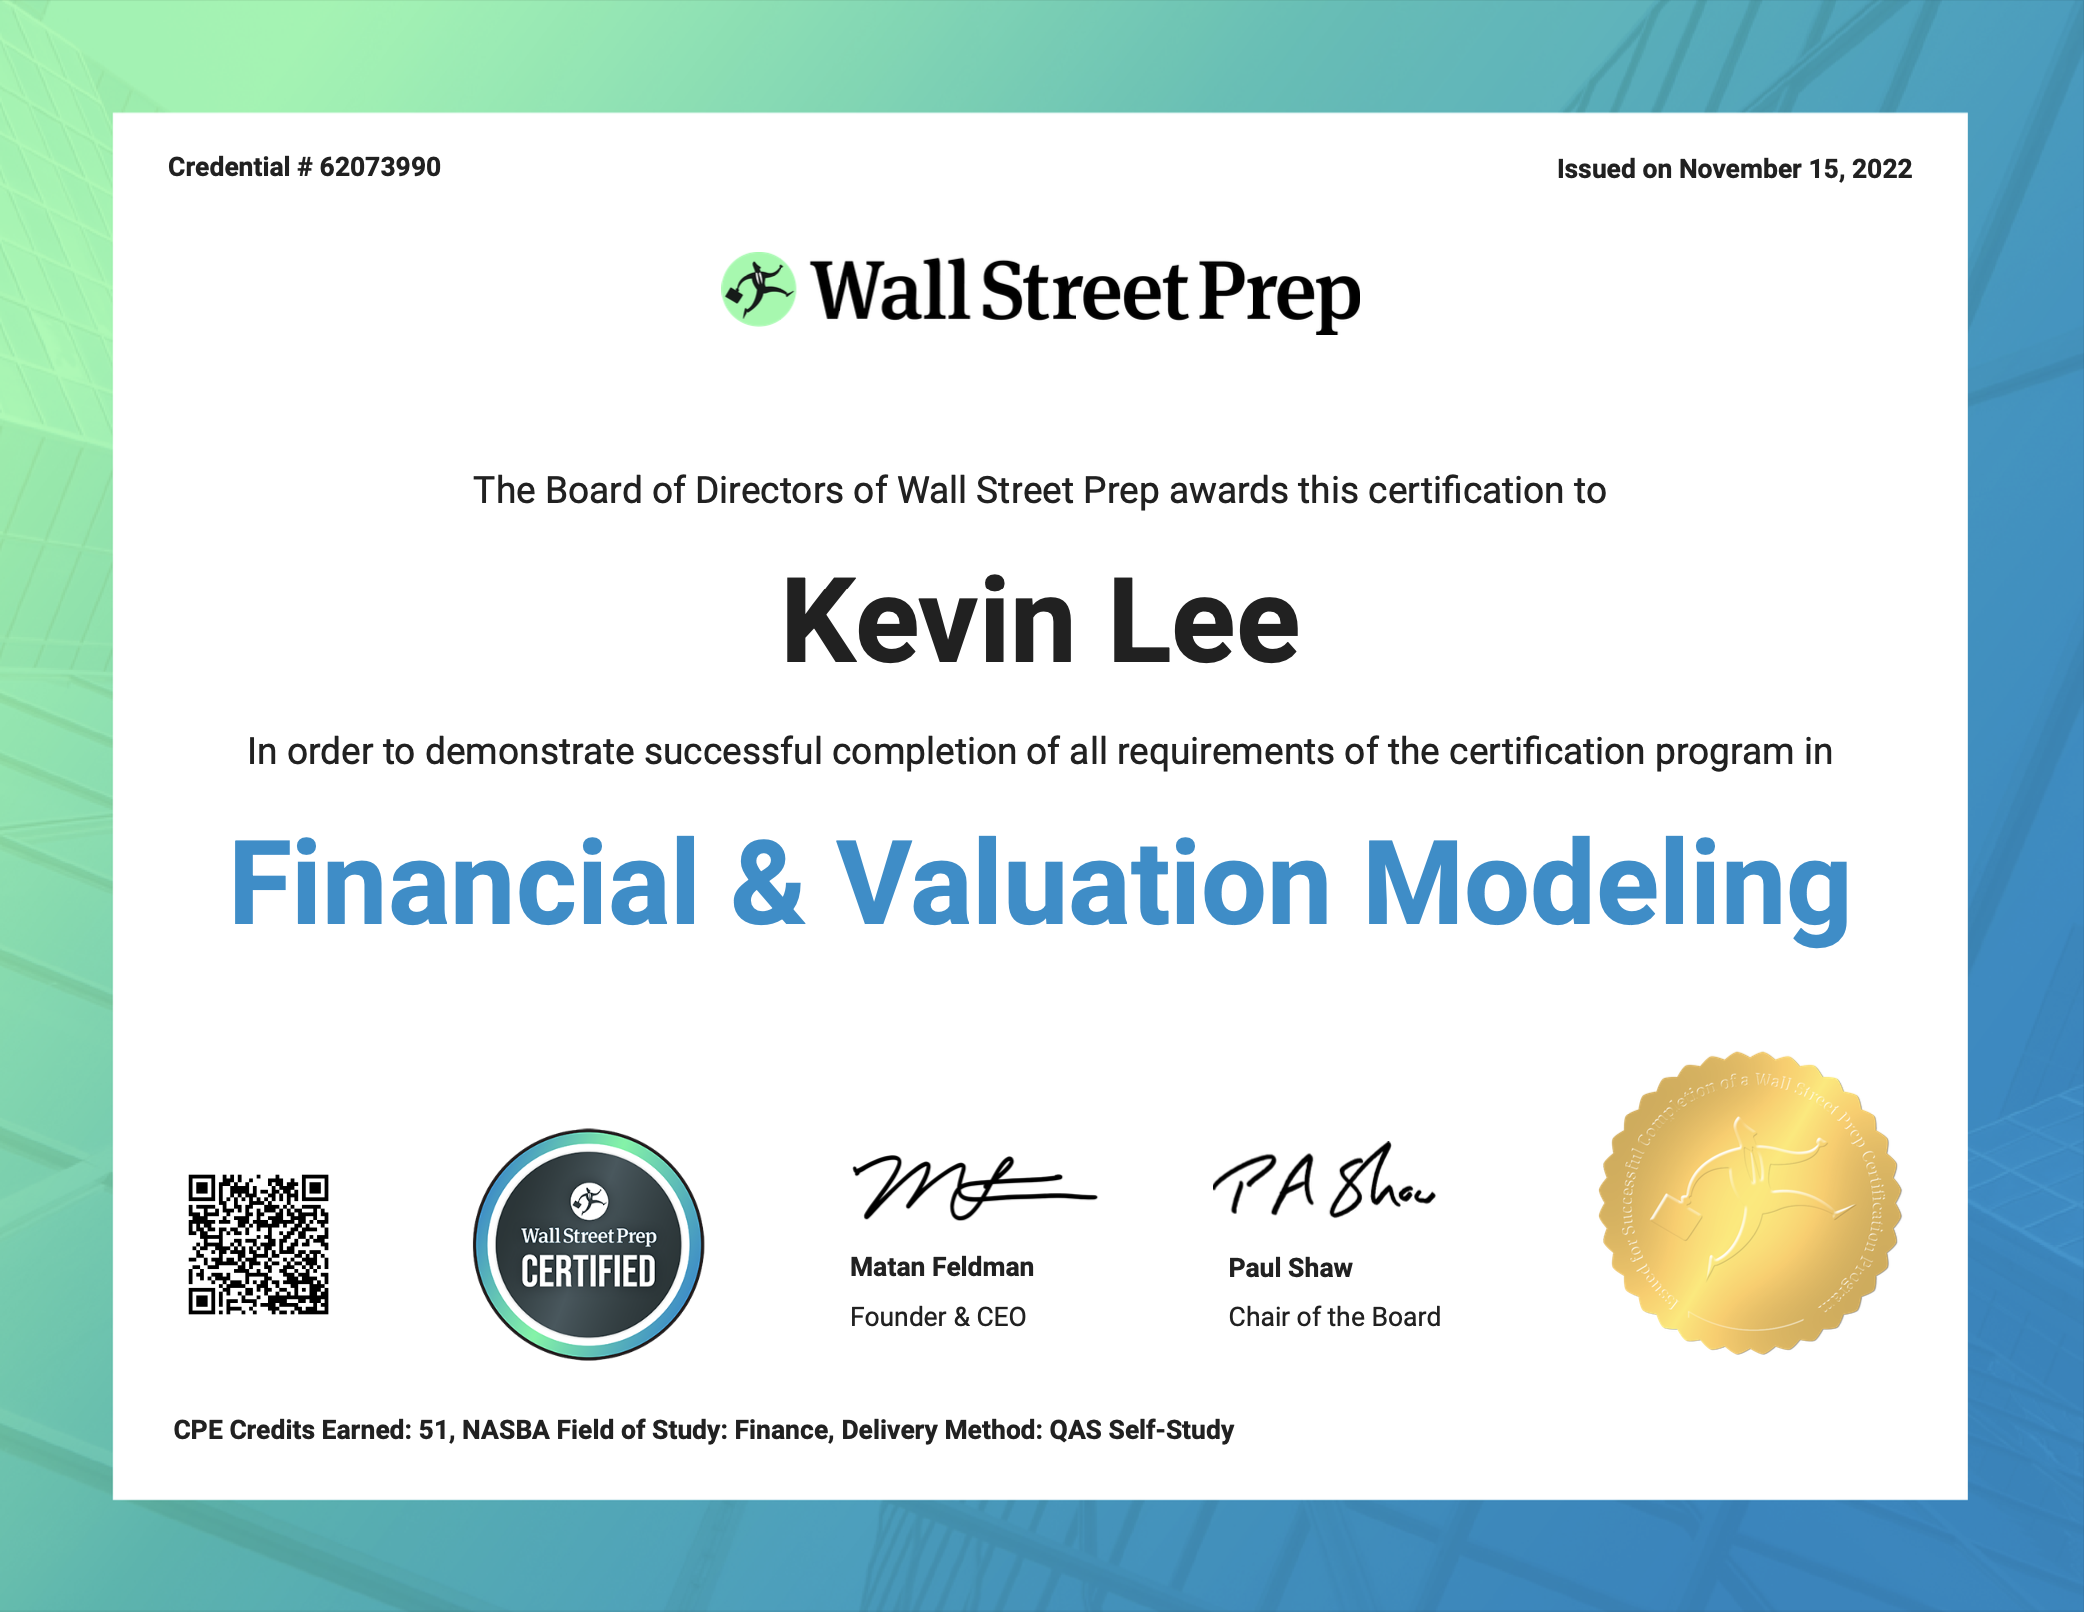 Credential # 62073990
Issued on November 15, 2022
Wall Street Prep
The Board of Directors of Wall Street Prep awards this certification to
Kevin Lee
In order to demonstrate successful completion of all requirements of the certification program in
Financial & Valuation Modeling
Wall Street Prep
CERTIFIED
P A Shaw
Matan Feldman
Founder & CEO
Paul Shaw
Chair of the Board
Issued for Successful Completion of a Wall Street Prep Certification Program
CPE Credits Earned: 51, NASBA Field of Study: Finance, Delivery Method: QAS Self-Study